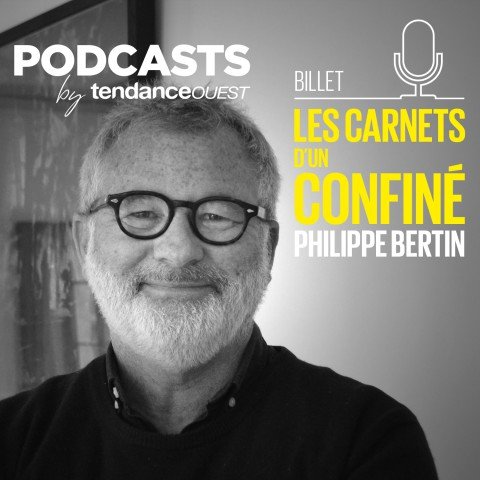 PODCASTS
by tendanceOUEST
BILLET
LES CARNETS
D'UN
CONFINÉ
PHILIPPE BERTIN